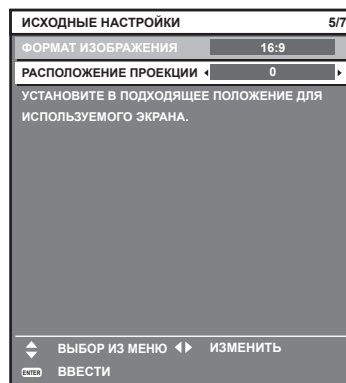 ИСХОДНЫЕ НАСТРОЙКИ 5/7
ФОРМАТ ИЗОБРАЖЕНИЯ 16:9
РАСПОЛОЖЕНИЕ ПРОЕКЦИИ 0
УСТАНОВИТЕ В ПОДХОДЯЩЕЕ ПОЛОЖЕНИЕ ДЛЯ
ИСПОЛЬЗУЕМОГО ЭКРАНА.
ВЫБОР ИЗ МЕНЮ ИЗМЕНИТЬ
ENTER ВВЕСТИ